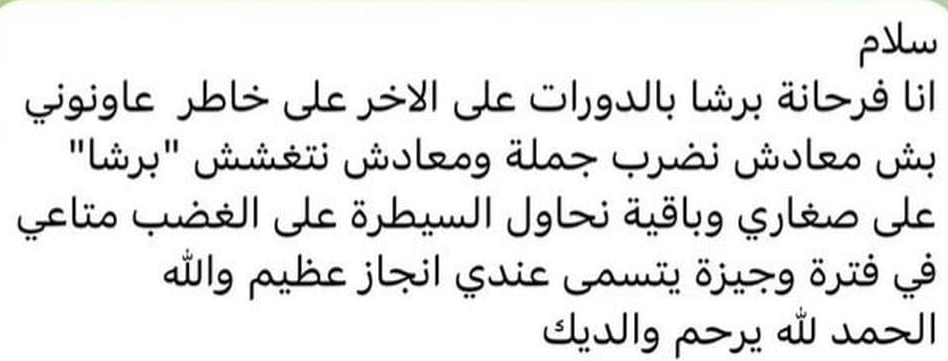 سلام
انا فرحانة برشا بالدورات على الاخر على خاطر عاونوني
بش معادش نضرب جملة ومعادش نتغشش "برشا"
على صغاري وباقية نحاول السيطرة على الغضب متاعي
في فترة وجيزة يتسمى عندي انجاز عظيم والله
الحمد لله يرحم والديك